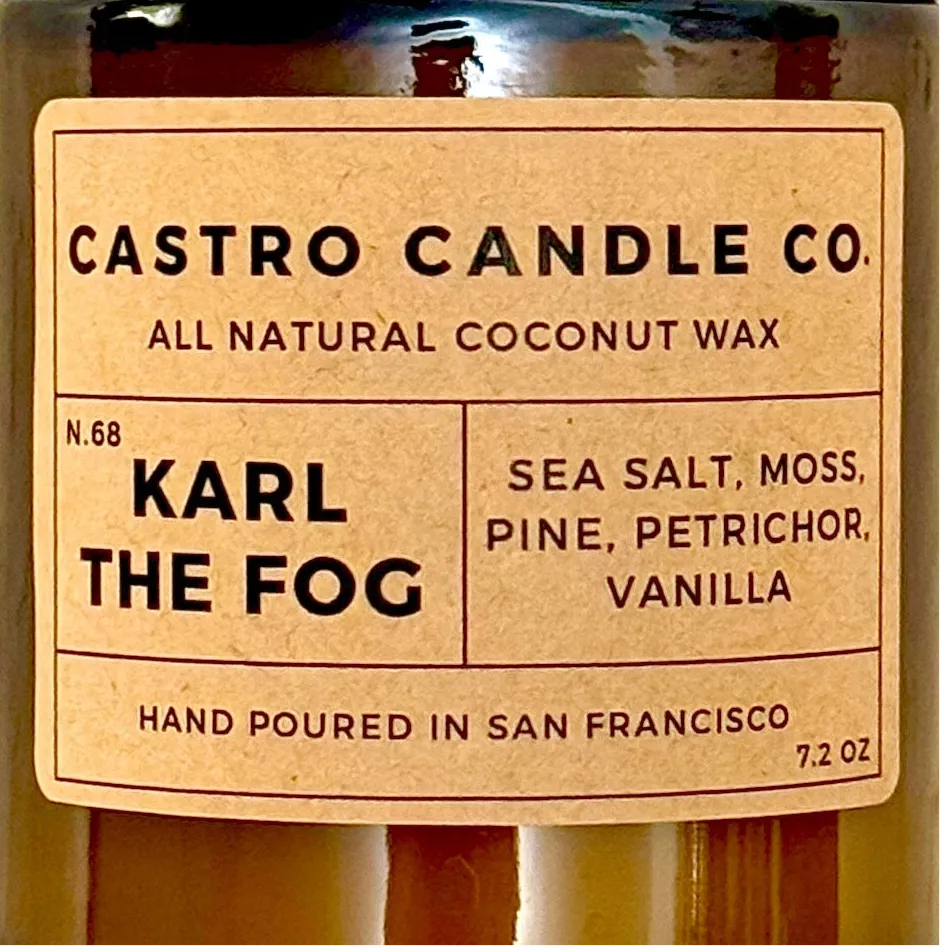 CASTRO CANDLE CO.
ALL NATURAL COCONUT WAX
N.68
KARL
THE FOG
SEA SALT, MOSS,
PINE, PETRICHOR,
VANILLA
HAND POURED IN SAN FRANCISCO
7.2 OZ